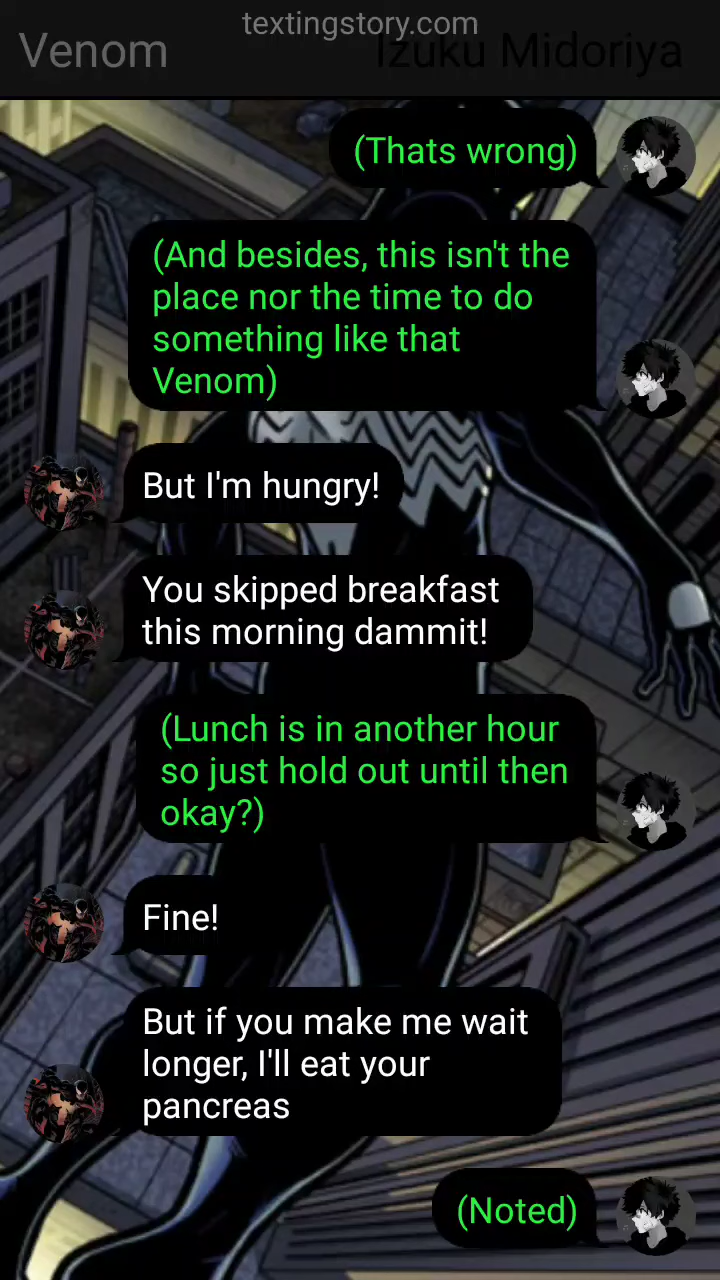 textingstory.com
Venom
Izuku Midoriya
(Thats wrong)
(And besides, this isn't the
place nor the time to do
something like that
Venom)
But I'm hungry!
You skipped breakfast
this morning dammit!
(Lunch is in another hour
so just hold out until then
okay?)
Fine!
But if you make me wait
longer, I'll eat your
pancreas
(Noted)